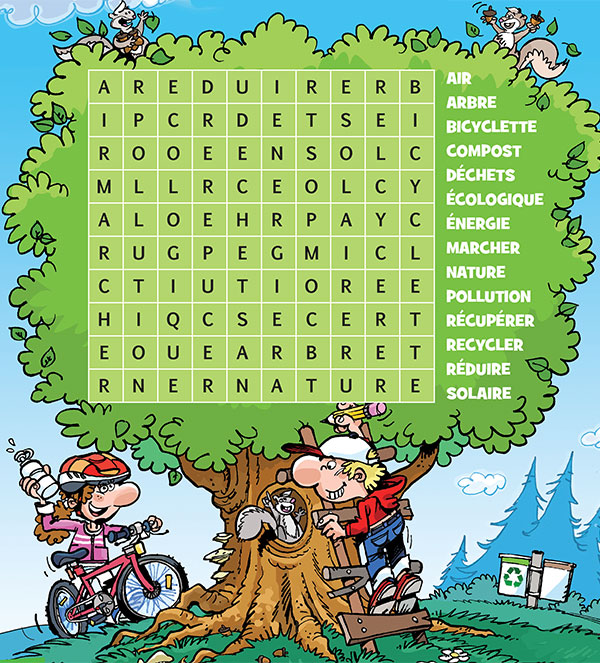 A R E D U I R E R B
I P C R D E T S E I
R O O E E N S O L C
M L L R C E O L C Y
A L O E H R P A Y C
R U G P E G M I C L
C T I U T I O R E E
H I Q C S E C E R T
E O U E A R B R E T
R N E R N A T U R E
AIR
ARBRE
BICYCLETTE
COMPOST
DÉCHETS
ÉCOLOGIQUE
ÉNERGIE
MARCHER
NATURE
POLLUTION
RÉCUPÉRER
RECYCLER
RÉDUIRE
SOLAIRE